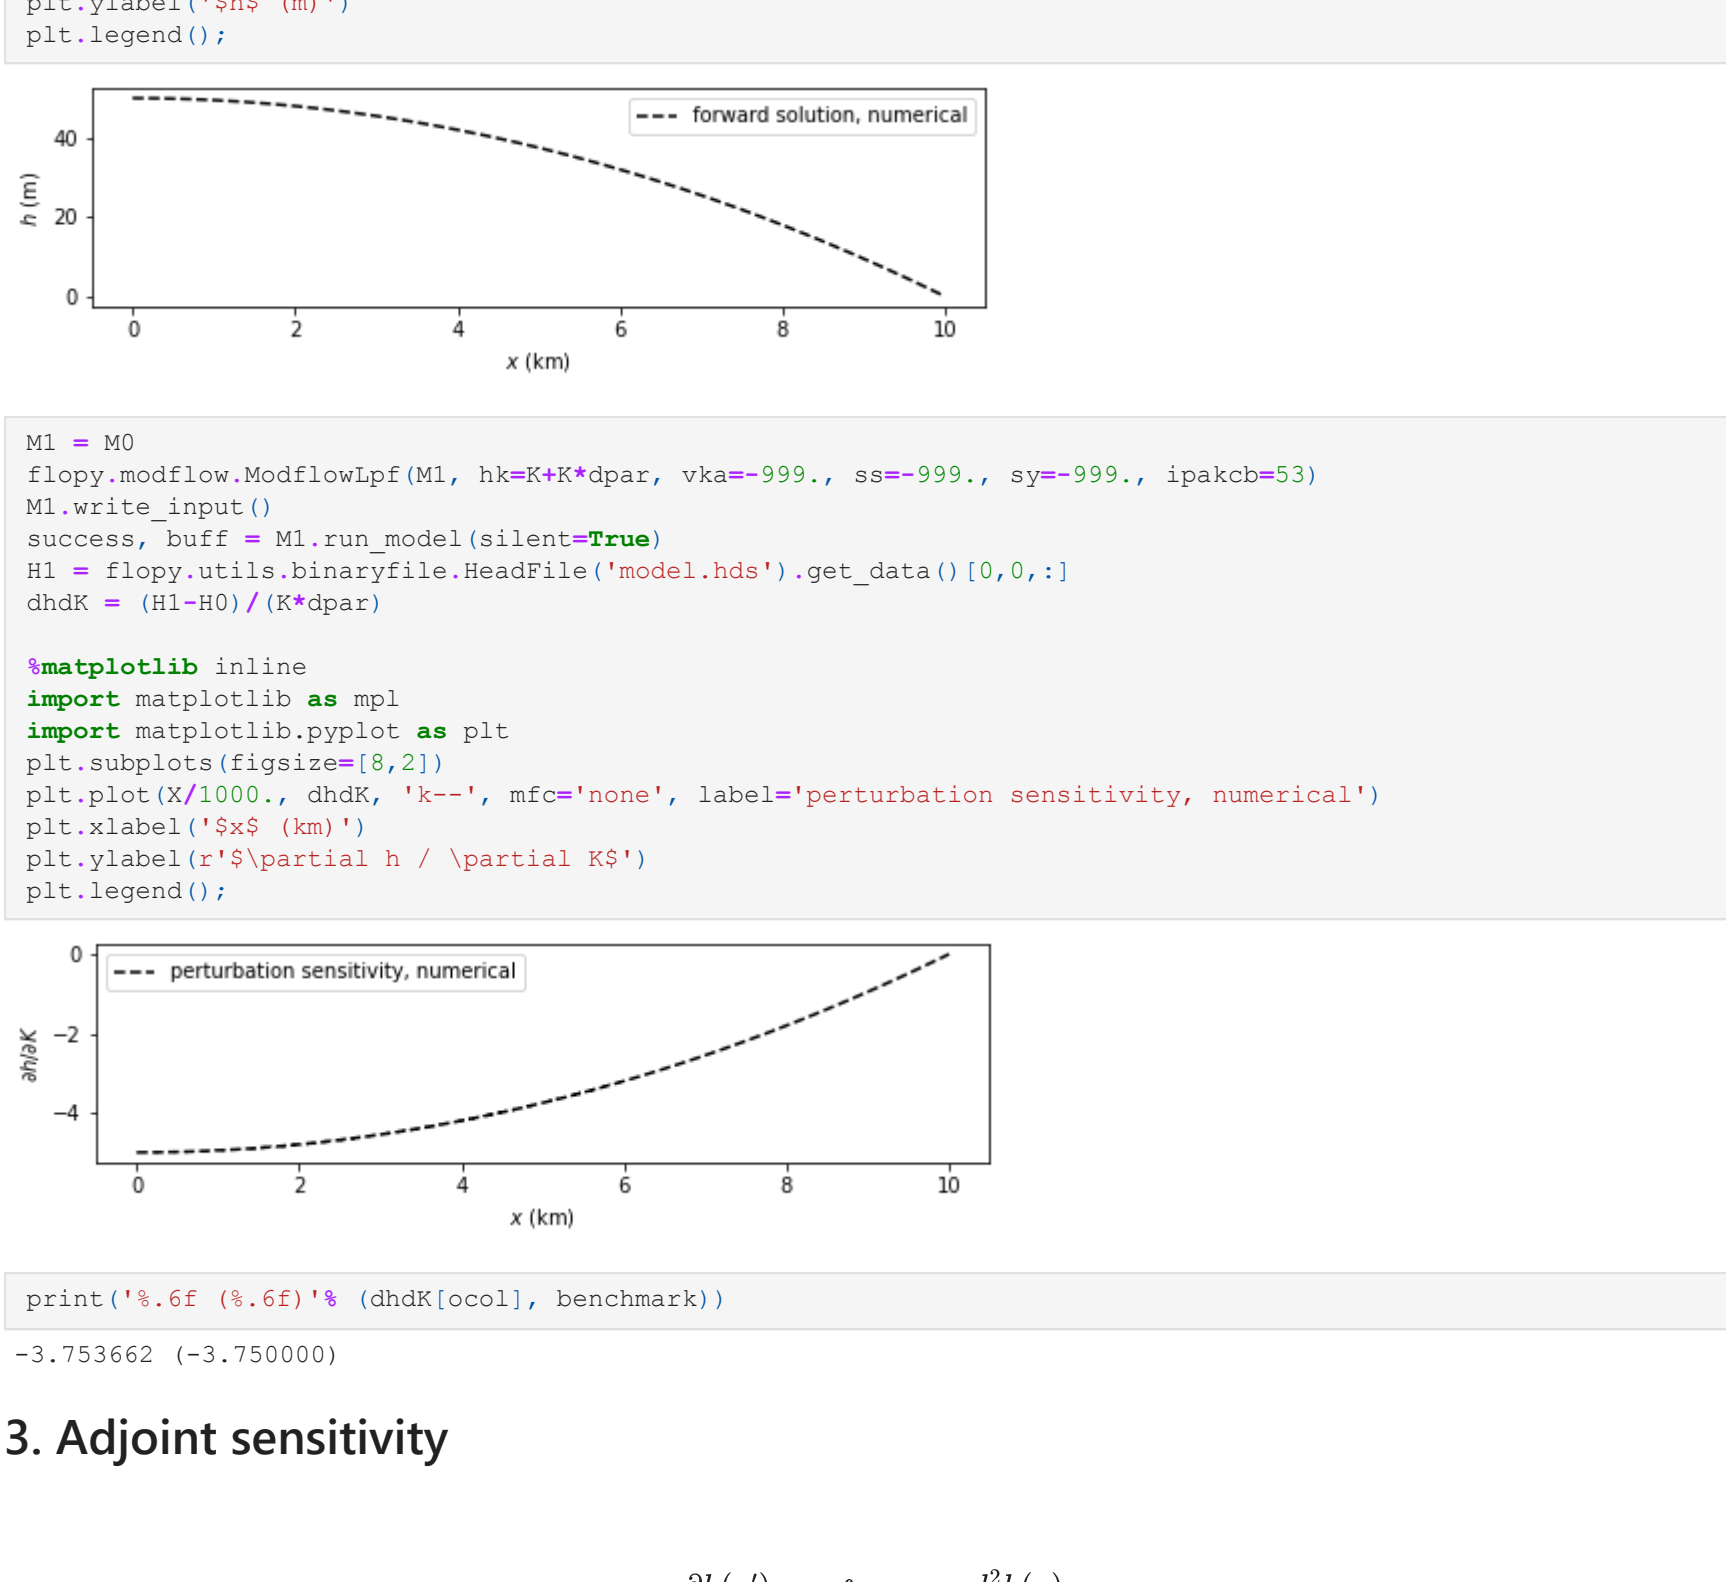 plt.ylabel('$h$ (m)')
plt.legend();
forward solution, numerical
40
20
0
h (m)
0 2 4 6 8 10
x (km)
M1 = M0
flopy.modflow.ModflowLpf(M1, hk=K+K*dpar, vka=-999., ss=-999., sy=-999., ipakcb=53)
M1.write_input()
success, buff = M1.run_model(silent=True)
H1 = flopy.utils.binaryfile.HeadFile('model.hds').get_data()[0,0,:]
dhdK = (H1-H0)/(K*dpar)
%matplotlib inline
import matplotlib as mpl
import matplotlib.pyplot as plt
plt.subplots(figsize=[8,2])
plt.plot(X/1000., dhdK, 'k--', mfc='none', label='perturbation sensitivity, numerical')
plt.xlabel('$x$ (km)')
plt.ylabel(r'$\partial h / \partial K$')
plt.legend();
perturbation sensitivity, numerical
0
−2
−4
∂h/∂K
0 2 4 6 8 10
x (km)
print('%.6f (%.6f)'% (dhdK[ocol], benchmark))
-3.753662 (-3.750000)
3. Adjoint sensitivity